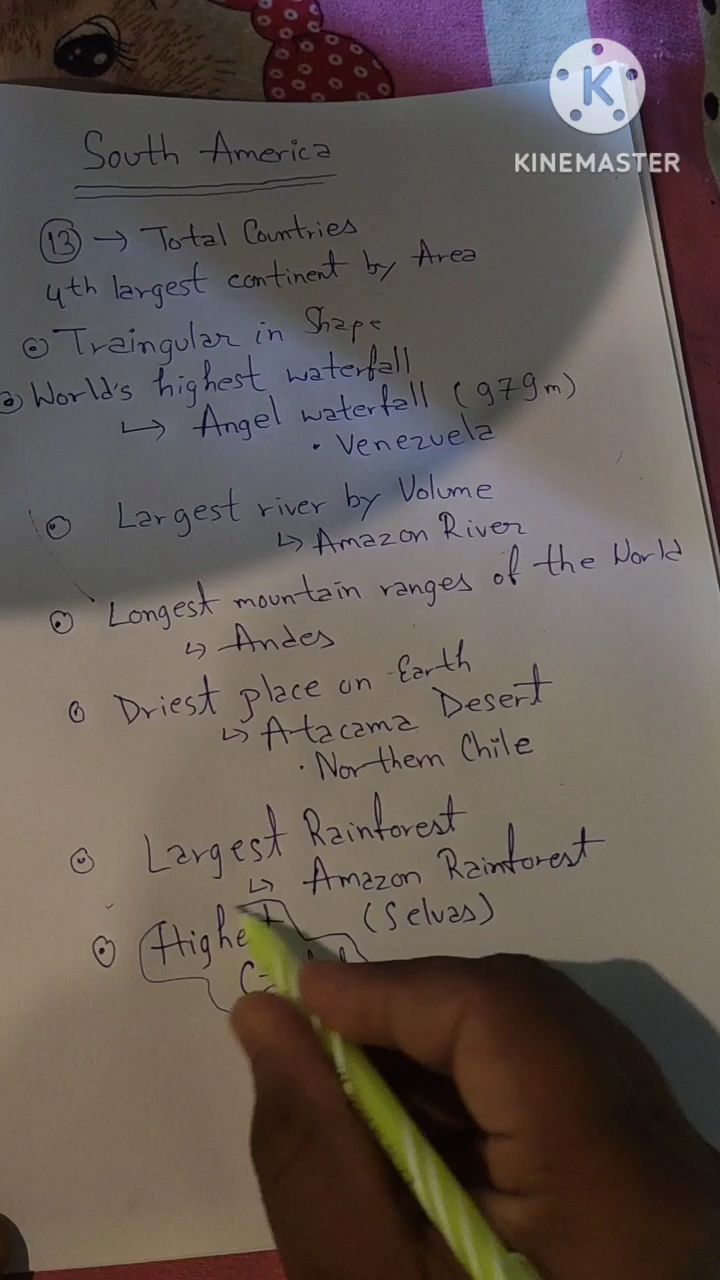 KINEMASTER
South America
13 → Total Countries
4th largest continent by Area
Traingular in Shape
World's highest waterfall
↳ Angel waterfall (979m)
• Venezuela
Largest river by Volume
↳ Amazon River
Longest mountain ranges of the World
↳ Andes
Driest place on Earth
↳ Atacama Desert
• Northern Chile
Largest Rainforest
↳ Amazon Rainforest
(Selvas)